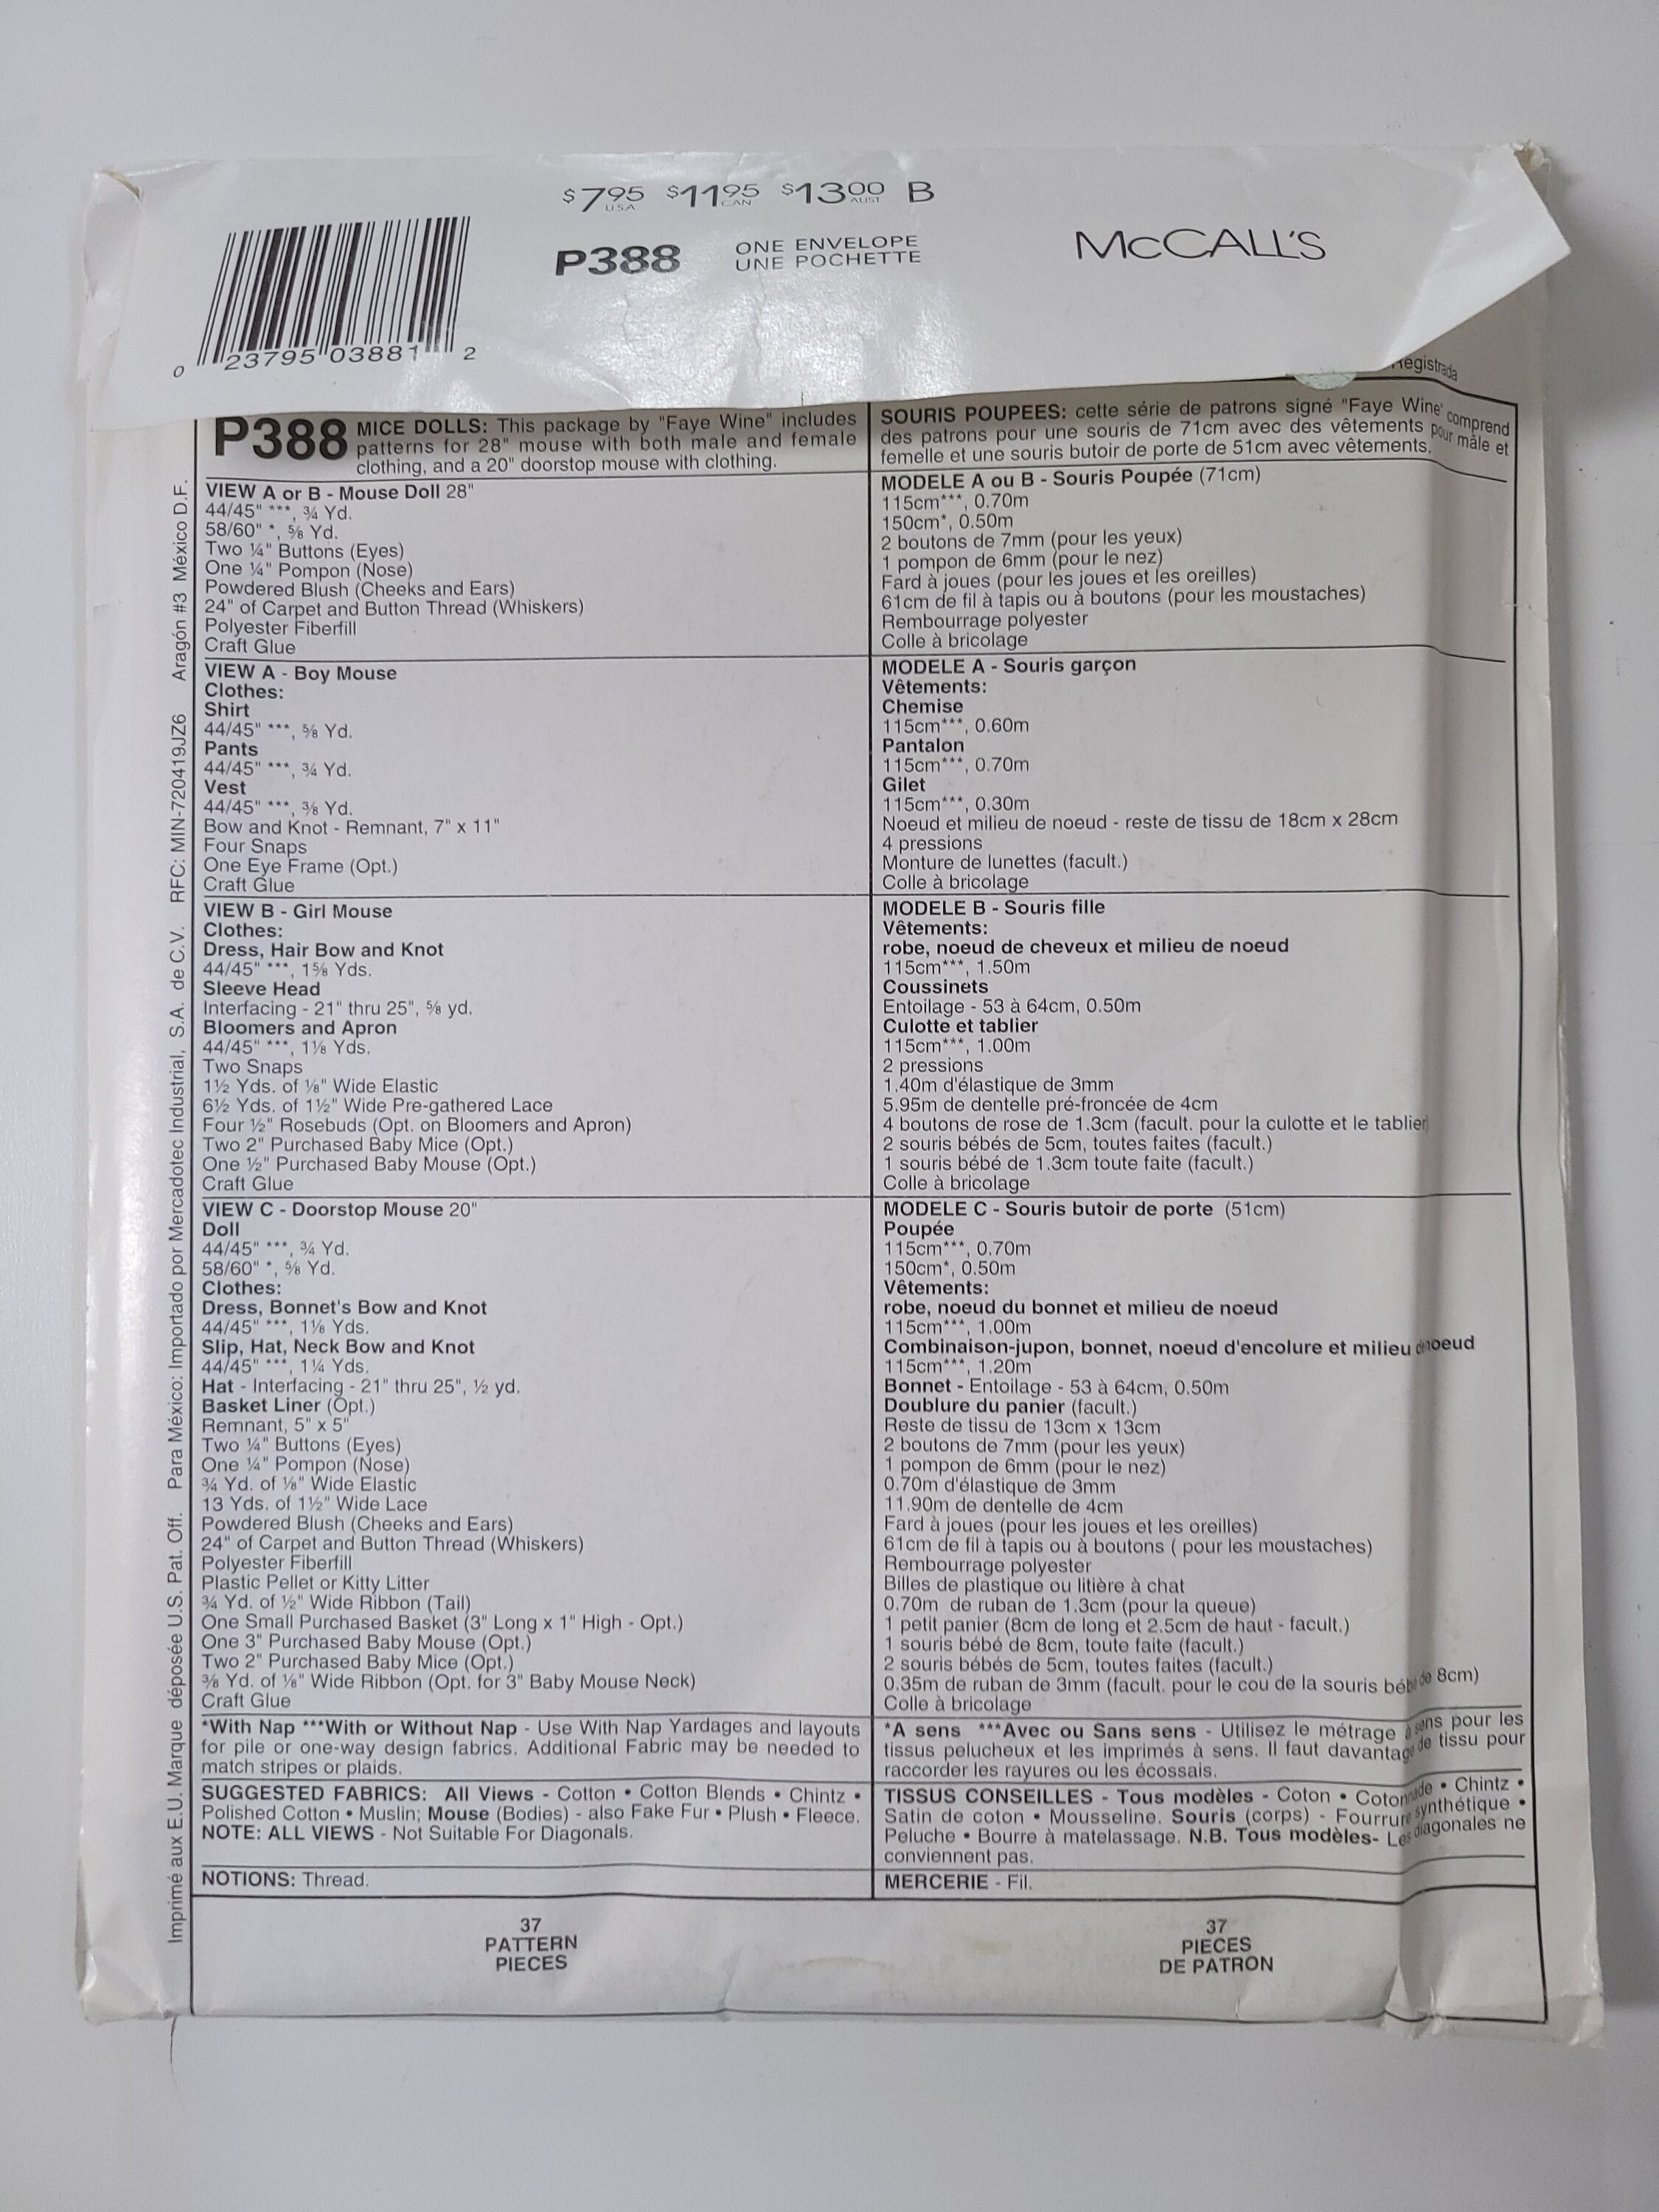 $7.95 USA $11.95 CAN $13.00 AUST B
P388 ONE ENVELOPE
UNE POCHETTE
McCALL'S
0 23795 03881 2
Registrada
P388 MICE DOLLS: This package by "Faye Wine" includes
patterns for 28" mouse with both male and female
clothing, and a 20" doorstop mouse with clothing.
VIEW A or B - Mouse Doll 28"
44/45" ***, ¾ Yd.
58/60" *, ⅝ Yd.
Two ¼" Buttons (Eyes)
One ¼" Pompon (Nose)
Powdered Blush (Cheeks and Ears)
24" of Carpet and Button Thread (Whiskers)
Polyester Fiberfill
Craft Glue
VIEW A - Boy Mouse
Clothes:
Shirt
44/45" ***, ⅝ Yd.
Pants
44/45" ***, ¾ Yd.
Vest
44/45" ***, ⅜ Yd.
Bow and Knot - Remnant, 7" x 11"
Four Snaps
One Eye Frame (Opt.)
Craft Glue
VIEW B - Girl Mouse
Clothes:
Dress, Hair Bow and Knot
44/45" ***, 1⅝ Yds.
Sleeve Head
Interfacing - 21" thru 25", ⅝ yd.
Bloomers and Apron
44/45" ***, 1⅛ Yds.
Two Snaps
1½ Yds. of ⅛" Wide Elastic
6½ Yds. of 1½" Wide Pre-gathered Lace
Four ½" Rosebuds (Opt. on Bloomers and Apron)
Two 2" Purchased Baby Mice (Opt.)
One ½" Purchased Baby Mouse (Opt.)
Craft Glue
VIEW C - Doorstop Mouse 20"
Doll
44/45" ***, ¾ Yd.
58/60" *, ⅝ Yd.
Clothes:
Dress, Bonnet's Bow and Knot
44/45" ***, 1⅛ Yds.
Slip, Hat, Neck Bow and Knot
44/45" ***, 1¼ Yds.
Hat - Interfacing - 21" thru 25", ½ yd.
Basket Liner (Opt.)
Remnant, 5" x 5"
Two ¼" Buttons (Eyes)
One ¼" Pompon (Nose)
¾ Yd. of ⅛" Wide Elastic
13 Yds. of 1½" Wide Lace
Powdered Blush (Cheeks and Ears)
24" of Carpet and Button Thread (Whiskers)
Polyester Fiberfill
Plastic Pellet or Kitty Litter
¾ Yd. of ½" Wide Ribbon (Tail)
One Small Purchased Basket (3" Long x 1" High - Opt.)
One 3" Purchased Baby Mouse (Opt.)
Two 2" Purchased Baby Mice (Opt.)
⅜ Yd. of ⅛" Wide Ribbon (Opt. for 3" Baby Mouse Neck)
Craft Glue
*With Nap ***With or Without Nap - Use With Nap Yardages and layouts
for pile or one-way design fabrics. Additional Fabric may be needed to
match stripes or plaids.
SUGGESTED FABRICS: All Views - Cotton • Cotton Blends • Chintz •
Polished Cotton • Muslin; Mouse (Bodies) - also Fake Fur • Plush • Fleece.
NOTE: ALL VIEWS - Not Suitable For Diagonals.
NOTIONS: Thread.
37
PATTERN
PIECES
SOURIS POUPEES: cette série de patrons signé "Faye Wine" comprend
des patrons pour une souris de 71cm avec des vêtements pour mâle et
femelle et une souris butoir de porte de 51cm avec vêtements.
MODELE A ou B - Souris Poupée (71cm)
115cm***, 0.70m
150cm*, 0.50m
2 boutons de 7mm (pour les yeux)
1 pompon de 6mm (pour le nez)
Fard à joues (pour les joues et les oreilles)
61cm de fil à tapis ou à boutons (pour les moustaches)
Rembourrage polyester
Colle à bricolage
MODELE A - Souris garçon
Vêtements:
Chemise
115cm***, 0.60m
Pantalon
115cm***, 0.70m
Gilet
115cm***, 0.30m
Noeud et milieu de noeud - reste de tissu de 18cm x 28cm
4 pressions
Monture de lunettes (facult.)
Colle à bricolage
MODELE B - Souris fille
Vêtements:
robe, noeud de cheveux et milieu de noeud
115cm***, 1.50m
Coussinets
Entoilage - 53 à 64cm, 0.50m
Culotte et tablier
115cm***, 1.00m
2 pressions
1.40m d'élastique de 3mm
5.95m de dentelle pré-froncée de 4cm
4 boutons de rose de 1.3cm (facult. pour la culotte et le tablier)
2 souris bébés de 5cm, toutes faites (facult.)
1 souris bébé de 1.3cm toute faite (facult.)
Colle à bricolage
MODELE C - Souris butoir de porte (51cm)
Poupée
115cm***, 0.70m
150cm*, 0.50m
Vêtements:
robe, noeud du bonnet et milieu de noeud
115cm***, 1.00m
Combinaison-jupon, bonnet, noeud d'encolure et milieu de noeud
115cm***, 1.20m
Bonnet - Entoilage - 53 à 64cm, 0.50m
Doublure du panier (facult.)
Reste de tissu de 13cm x 13cm
2 boutons de 7mm (pour les yeux)
1 pompon de 6mm (pour le nez)
0.70m d'élastique de 3mm
11.90m de dentelle de 4cm
Fard à joues (pour les joues et les oreilles)
61cm de fil à tapis ou à boutons ( pour les moustaches)
Rembourrage polyester
Billes de plastique ou litière à chat
0.70m de ruban de 1.3cm (pour la queue)
1 petit panier (8cm de long et 2.5cm de haut - facult.)
1 souris bébé de 8cm, toute faite (facult.)
2 souris bébés de 5cm, toutes faites (facult.)
0.35m de ruban de 3mm (facult. pour le cou de la souris bébé de 8cm)
Colle à bricolage
*A sens ***Avec ou Sans sens - Utilisez le métrage à sens pour les
tissus pelucheux et les imprimés à sens. Il faut davantage de tissu pour
raccorder les rayures ou les écossais.
TISSUS CONSEILLES - Tous modèles - Coton • Cotonnade • Chintz •
Satin de coton • Mousseline. Souris (corps) - Fourrure synthétique •
Peluche • Bourre à matelassage. N.B. Tous modèles- Les diagonales ne
conviennent pas.
MERCERIE - Fil.
37
PIECES
DE PATRON
Imprimé aux E.U. Marque déposée U.S. Pat. Off. Para México: Importado por Mercadotec Industrial, S.A. de C.V. RFC: MIN-720419JZ6 Aragón #3 México D.F.